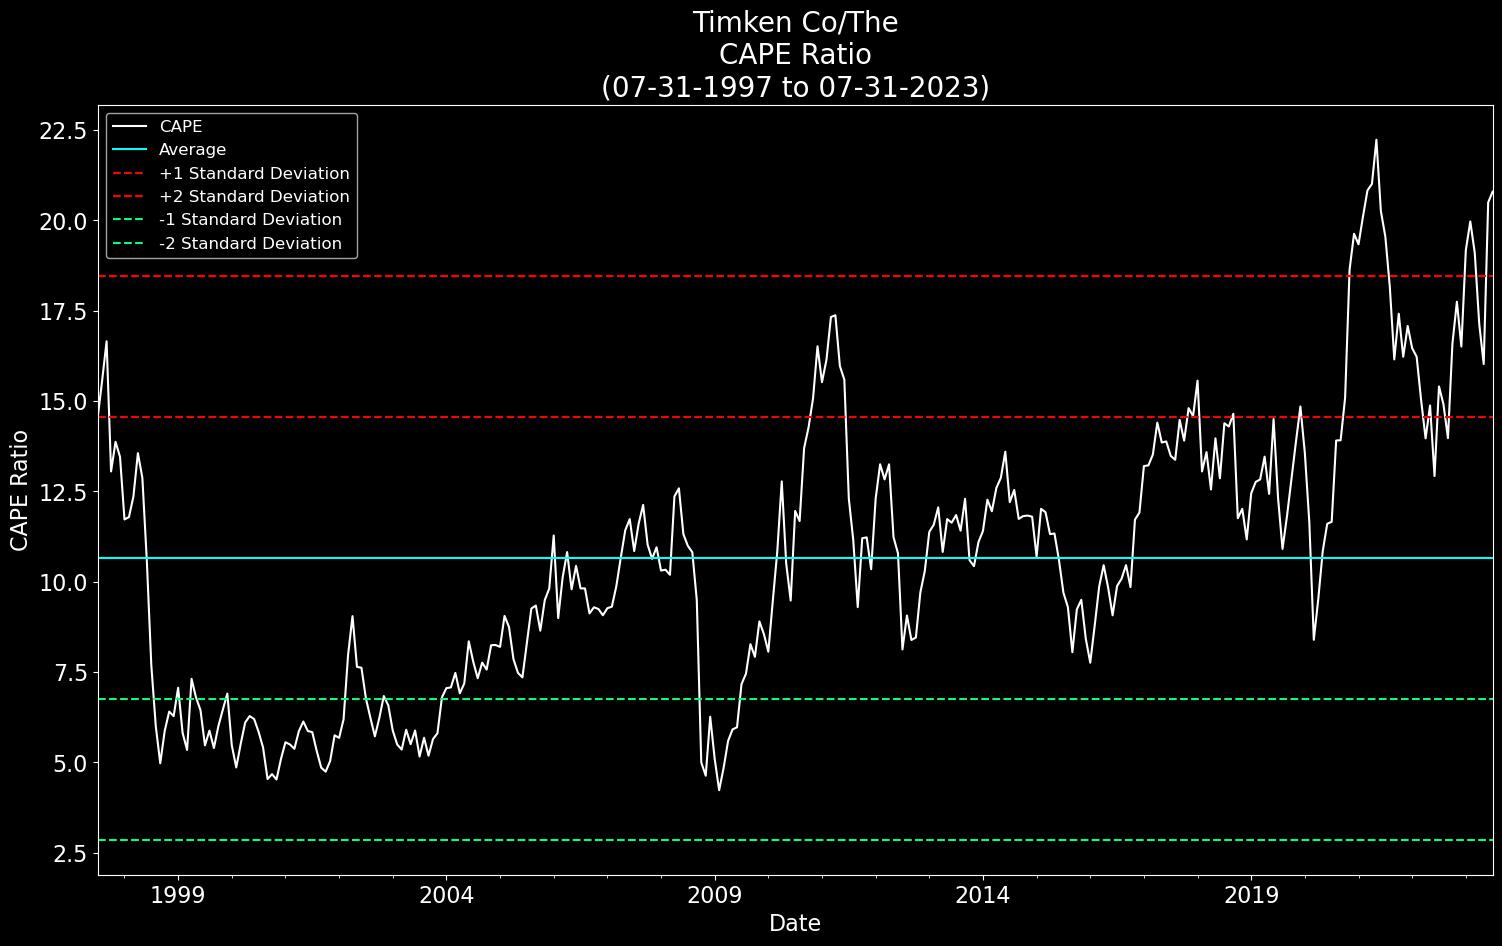 Timken Co/The
CAPE Ratio
(07-31-1997 to 07-31-2023)
CAPE
Average
+1 Standard Deviation
+2 Standard Deviation
-1 Standard Deviation
-2 Standard Deviation
CAPE Ratio
22.5
20.0
17.5
15.0
12.5
10.0
7.5
5.0
2.5
1999
2004
2009
2014
2019
Date